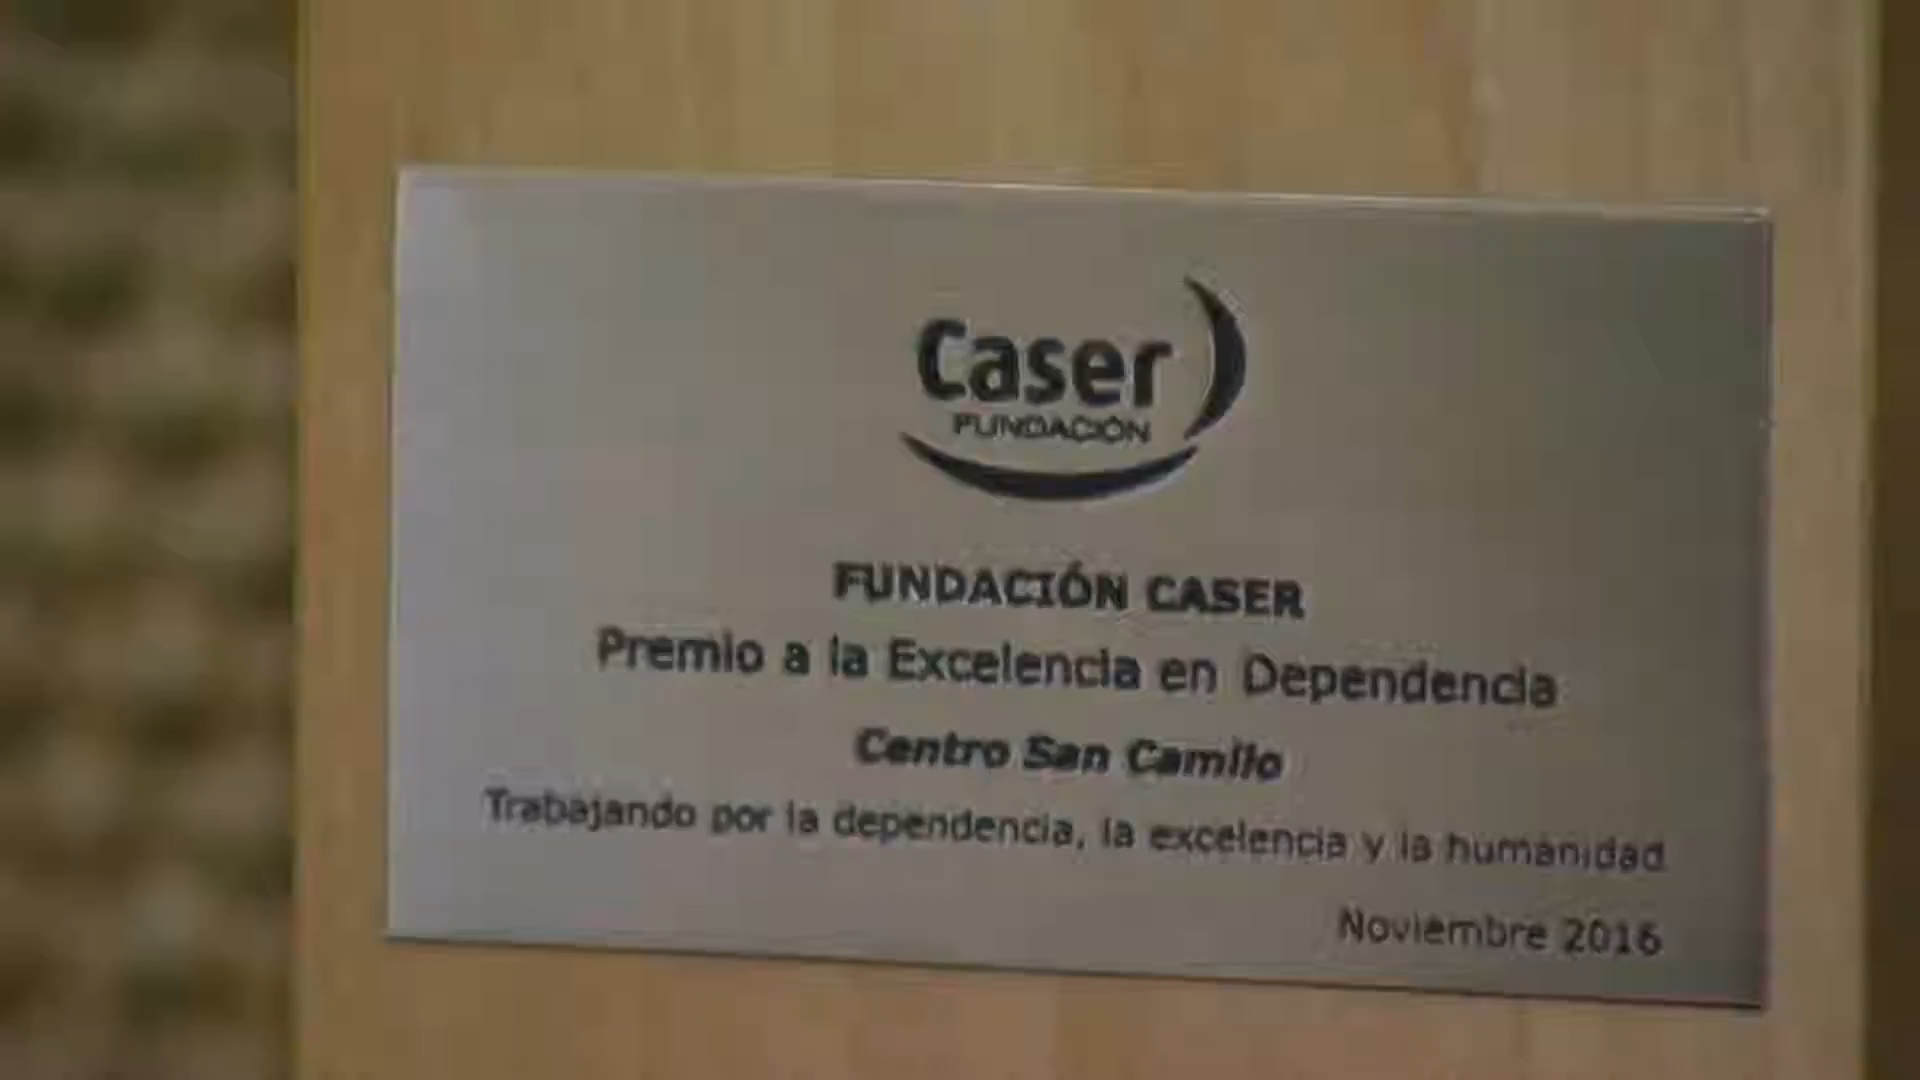 Caser
FUNDACIÓN
FUNDACIÓN CASER
Premio a la Excelencia en Dependencia
Centro San Camilo
Trabajando por la dependencia, la excelencia y la humanidad
Noviembre 2016